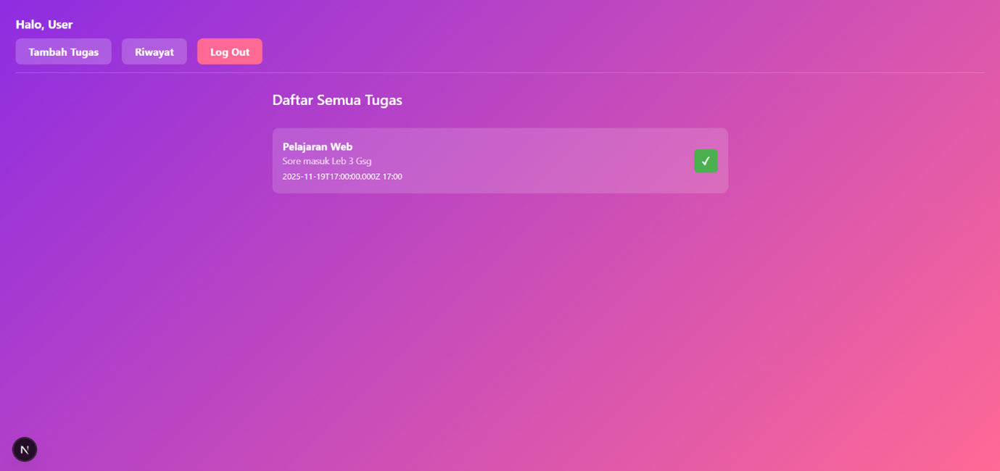 Halo, User
Tambah Tugas Riwayat Log Out
Daftar Semua Tugas
Pelajaran Web
Sore masuk Leb 3 Gsg
2025-11-19T17:00:00.000Z 17:00
N